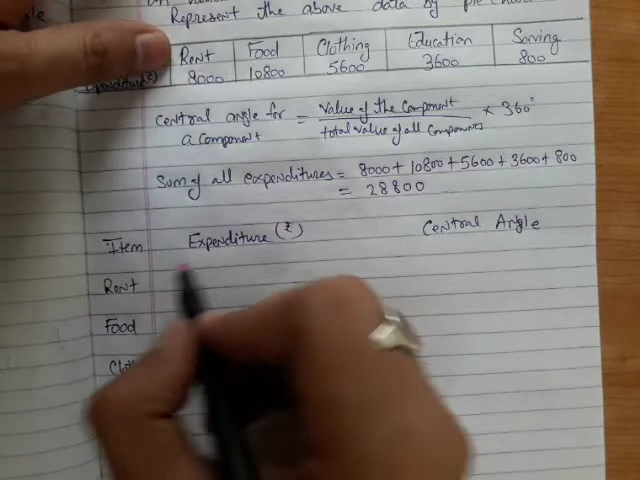 Represent the above data by pie
Rent Food Clothing Education Saving
Expenditure(₹) 8000 10800 5600 3600 800
Central angle for a component = Value of the component / total value of all components × 360°
Sum of all expenditures = 8000 + 10800 + 5600 + 3600 + 800
= 28800
Item Expenditure (₹) Central Angle
Rent
Food